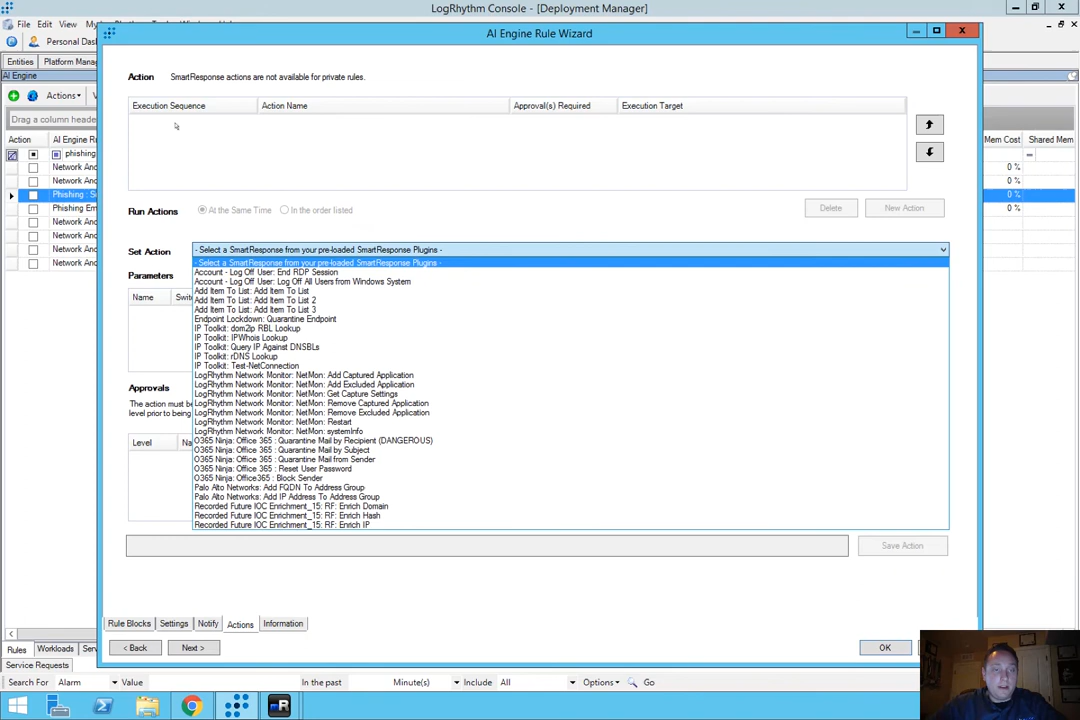 LogRhythm Console - [Deployment Manager]
File Edit View My
Personal Das
Entities Platform Manag
AI Engine
Actions
Drag a column heade
Action AI Engine Ru
phishing
Network Ano
Network Ano
Phishing : S
Phishing Em
Network Ano
Network Ano
Network Ano
Network Ano
AI Engine Rule Wizard
Action SmartResponse actions are not available for private rules.
Execution Sequence Action Name Approval(s) Required Execution Target
Run Actions At the Same Time In the order listed Delete New Action
Set Action - Select a SmartResponse from your pre-loaded SmartResponse Plugins -
- Select a SmartResponse from your pre-loaded SmartResponse Plugins -
Account - Log Off User: End RDP Session
Account - Log Off User: Log Off All Users from Windows System
Add Item To List: Add Item To List
Add Item To List: Add Item To List 2
Add Item To List: Add Item To List 3
Endpoint Lockdown: Quarantine Endpoint
IP Toolkit: dom2ip RBL Lookup
IP Toolkit: IPWhois Lookup
IP Toolkit: Query IP Against DNSBLs
IP Toolkit: rDNS Lookup
IP Toolkit: Test-NetConnection
LogRhythm Network Monitor: NetMon: Add Captured Application
LogRhythm Network Monitor: NetMon: Add Excluded Application
LogRhythm Network Monitor: NetMon: Get Capture Settings
LogRhythm Network Monitor: NetMon: Remove Captured Application
LogRhythm Network Monitor: NetMon: Remove Excluded Application
LogRhythm Network Monitor: NetMon: Restart
LogRhythm Network Monitor: NetMon: systemInfo
O365 Ninja: Office 365 : Quarantine Mail by Recipient (DANGEROUS)
O365 Ninja: Office 365 : Quarantine Mail by Subject
O365 Ninja: Office 365 : Quarantine Mail from Sender
O365 Ninja: Office 365 : Reset User Password
O365 Ninja: Office365 : Block Sender
Palo Alto Networks: Add FQDN To Address Group
Palo Alto Networks: Add IP Address To Address Group
Recorded Future IOC Enrichment_15: RF: Enrich Domain
Recorded Future IOC Enrichment_15: RF: Enrich Hash
Recorded Future IOC Enrichment_15: RF: Enrich IP
Parameters
Name Switc
Approvals
The action must be
level prior to being
Level Na
Save Action
Rule Blocks Settings Notify Actions Information
< Back Next > OK
Mem Cost Shared Mem
=
0 %
0 %
0 %
0 %
Rules Workloads Serv
Service Requests
Search For Alarm Value In the past Minute(s) Include All Options Go